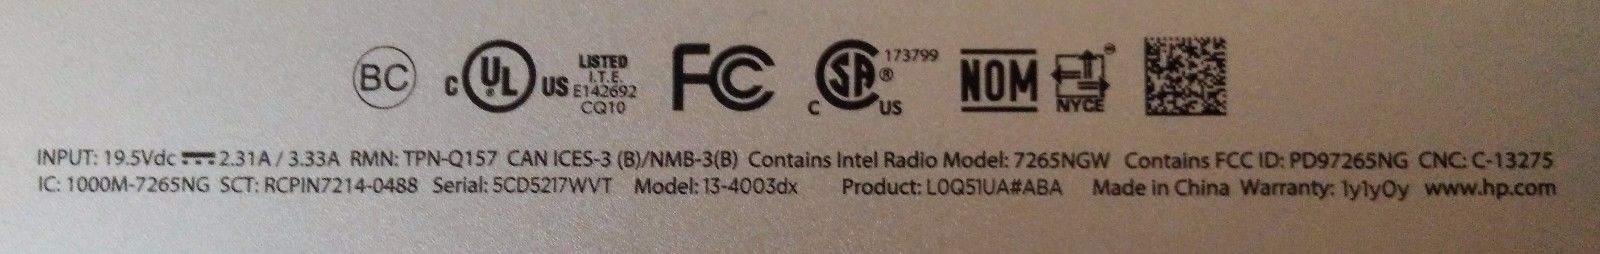 BC
C UL ® US
LISTED
I.T.E.
E142692
CQ10
FC
C SA ® US
173799
NOM
NYCE
INPUT: 19.5Vdc ⎓ 2.31A / 3.33A RMN: TPN-Q157 CAN ICES-3 (B)/NMB-3(B) Contains Intel Radio Model: 7265NGW Contains FCC ID: PD97265NG CNC: C-13275
IC: 1000M-7265NG SCT: RCPIN7214-0488 Serial: 5CD5217WVT Model: 13-4003dx Product: L0Q51UA#ABA Made in China Warranty: 1y1y0y www.hp.com